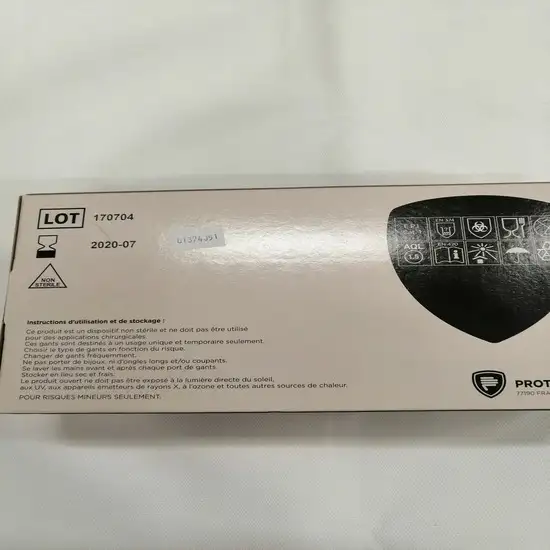 LOT 170704
2020-07
NON
STERILE
Instructions d'utilisation et de stockage :
Ce produit est un dispositif non stérile et ne doit pas être utilisé
pour des applications chirurgicales.
Ces gants sont destinés à un usage unique et temporaire seulement.
Choisir le type de gants en fonction du risque.
Changer de gants fréquemment.
Ne pas porter de bijoux, ni d'ongles longs et/ou coupants.
Se laver les mains avant et après chaque port de gants.
Stocker en lieu sec et frais.
Le produit ouvert ne doit pas être exposé à la lumière directe du soleil,
aux UV, aux appareils émetteurs de rayons X, à l'ozone et toutes autres sources de chaleur.
POUR RISQUES MINEURS SEULEMENT.
EN 374
AQL
1.5
EN 420
PROT
77190 FRA